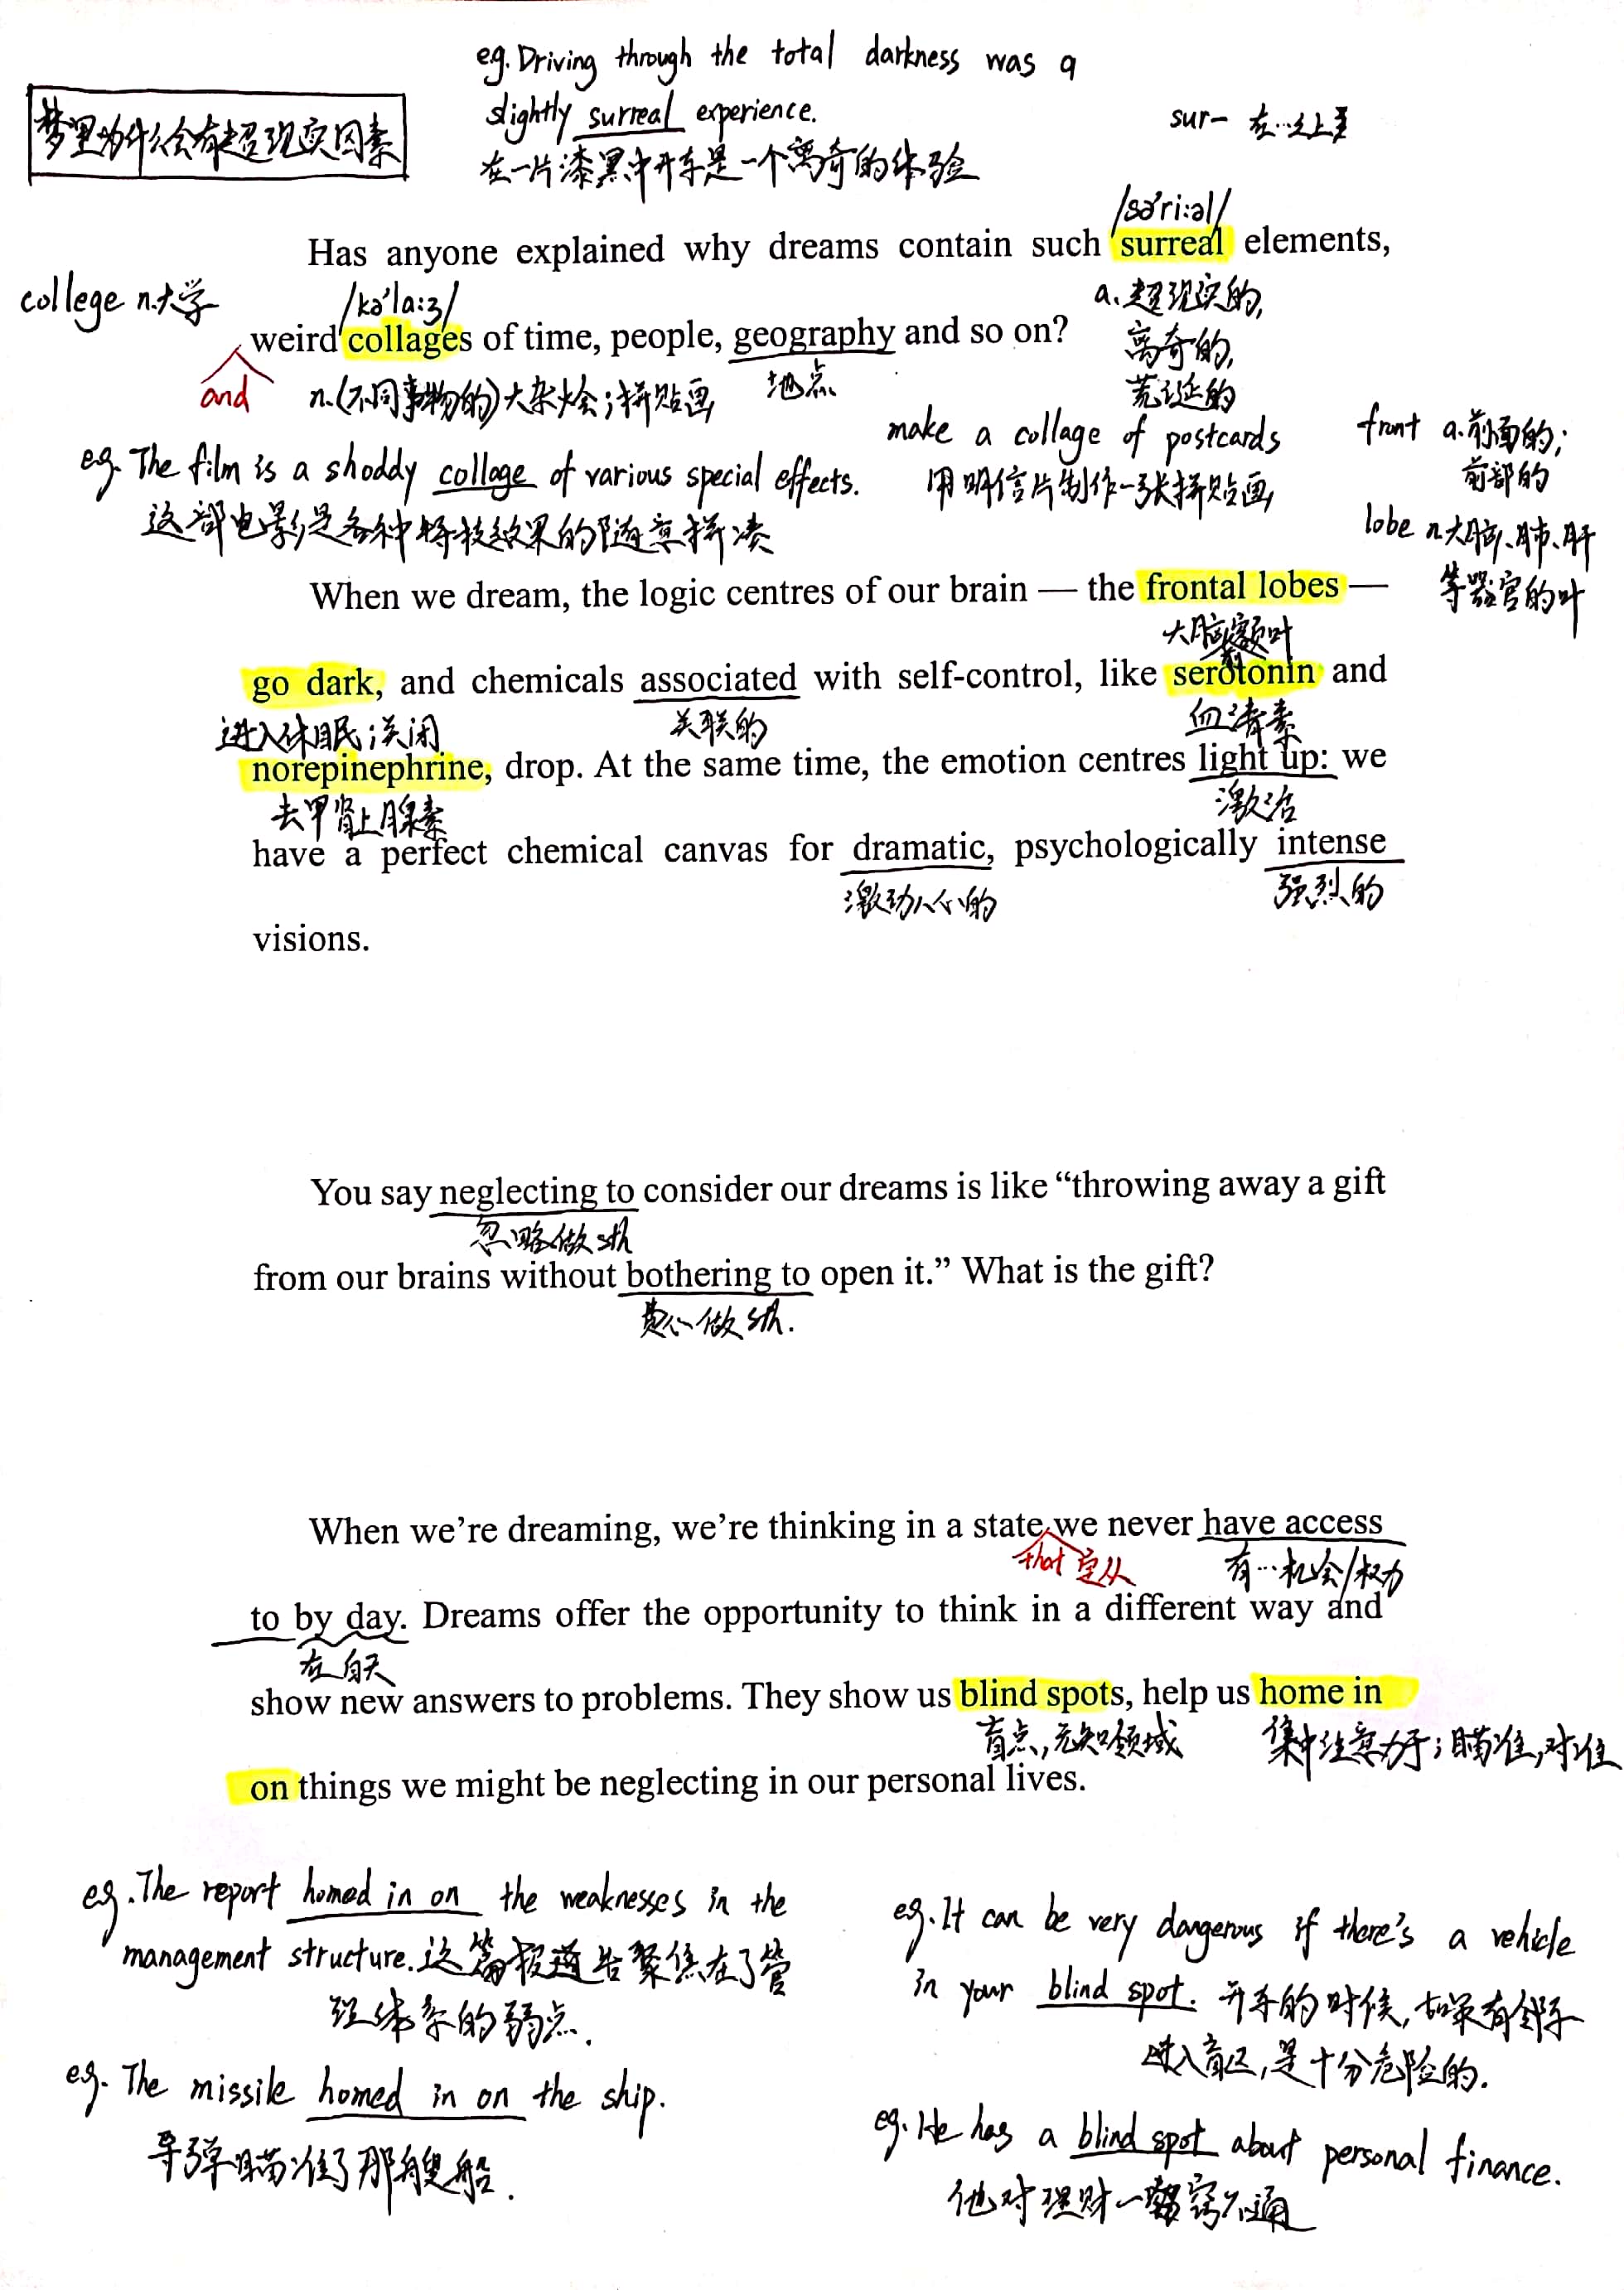 eg. Driving through the total darkness was a
slightly surreal experience.
在一片漆黑中开车是一个离奇的体验
sur- 在…之上
梦里为什么会有超现实因素
/sə'ri:əl/
Has anyone explained why dreams contain such surreal elements,
a. 超现实的,
离奇的,
荒诞的
college n.大学
/kə'la:ʒ/
weird collages of time, people, geography and so on?
and
n.(不同事物的)大杂烩;拼贴画
地点
make a collage of postcards
用明信片制作一张拼贴画
front a.前面的;
前部的
lobe n.大脑、肺、肝
等器官的叶
eg. The film is a shoddy collage of various special effects.
这部电影是各种特技效果的随意拼凑
When we dream, the logic centres of our brain — the frontal lobes —
大脑额叶
go dark, and chemicals associated with self-control, like serotonin and
进入休眠;关闭
关联的
血清素
norepinephrine, drop. At the same time, the emotion centres light up: we
去甲肾上腺素
激活
have a perfect chemical canvas for dramatic, psychologically intense
激动人心的
强烈的
visions.
You say neglecting to consider our dreams is like “throwing away a gift
忽略做sth
from our brains without bothering to open it.” What is the gift?
费心做sth.
When we’re dreaming, we’re thinking in a state we never have access
that 定从
有…机会/权力
to by day. Dreams offer the opportunity to think in a different way and
在白天
show new answers to problems. They show us blind spots, help us home in
盲点,无知领域
集中注意力于;瞄准,对准
on things we might be neglecting in our personal lives.
eg. The report homed in on the weaknesses in the
management structure. 这篇报告聚焦在了管
理体系的弱点.
eg. The missile homed in on the ship.
导弹瞄准了那艘船.
eg. It can be very dangerous if there's a vehicle
in your blind spot. 开车的时候,如果有
进入盲区,是十分危险的.
eg. He has a blind spot about personal finance.
他对理财一窍不通